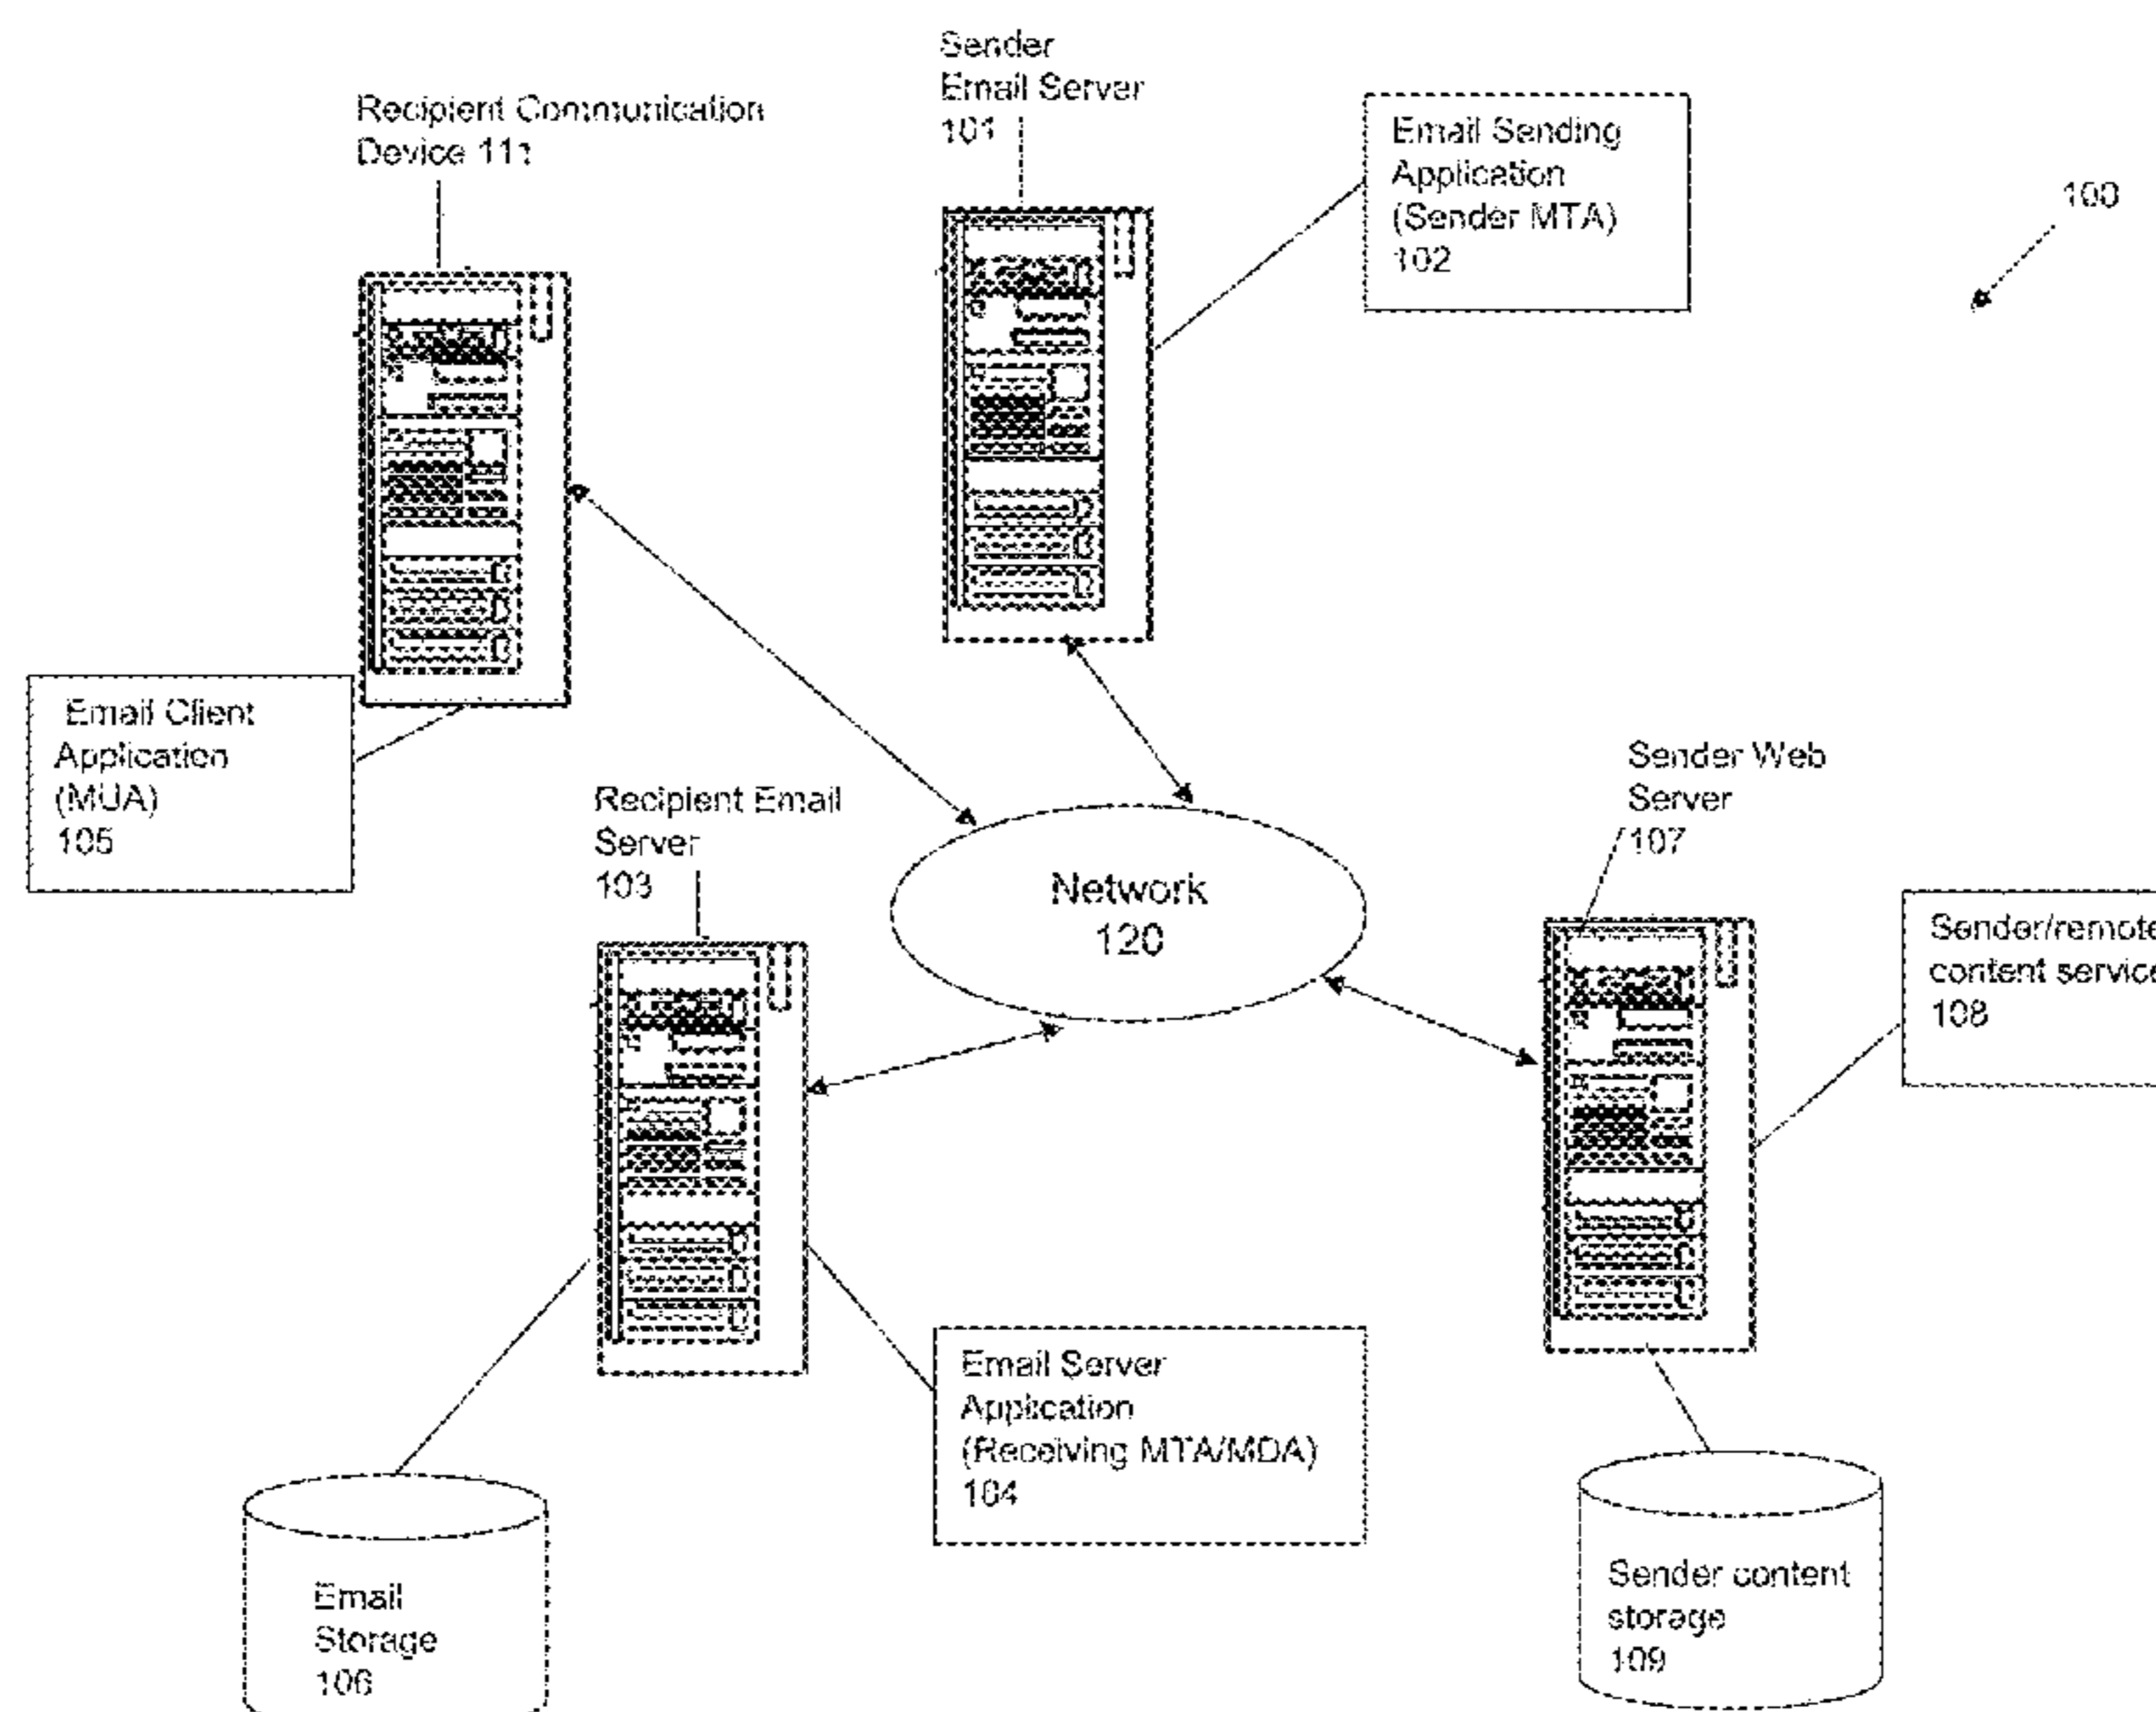 Sender
Email Server
101
Recipient Communication
Device 111
Email Sending
Application
(Sender MTA)
102
100
Email Client
Application
(MUA)
105
Recipient Email
Server
103
Network
120
Sender Web
Server
107
Sender/remote
content service
108
Email Server
Application
(Receiving MTA/MDA)
104
Email
Storage
106
Sender content
storage
109